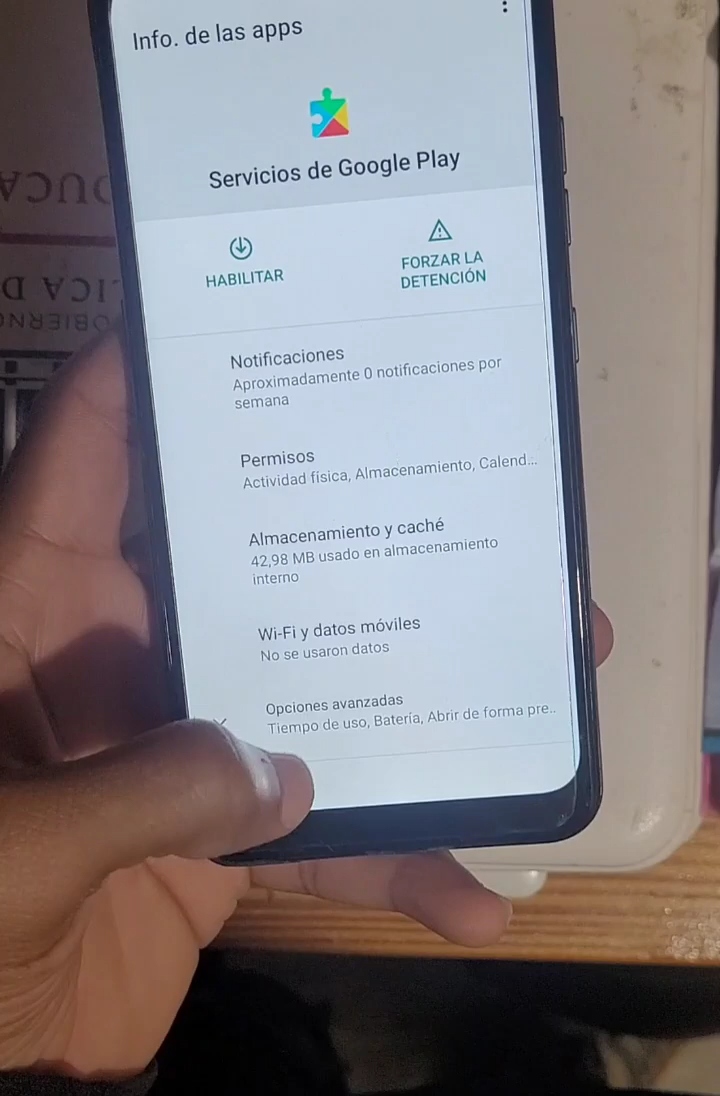 Info. de las apps
Servicios de Google Play
HABILITAR
FORZAR LA
DETENCIÓN
Notificaciones
Aproximadamente 0 notificaciones por
semana
Permisos
Actividad física, Almacenamiento, Calend...
Almacenamiento y caché
42,98 MB usado en almacenamiento
interno
Wi-Fi y datos móviles
No se usaron datos
Opciones avanzadas
Tiempo de uso, Batería, Abrir de forma pre..